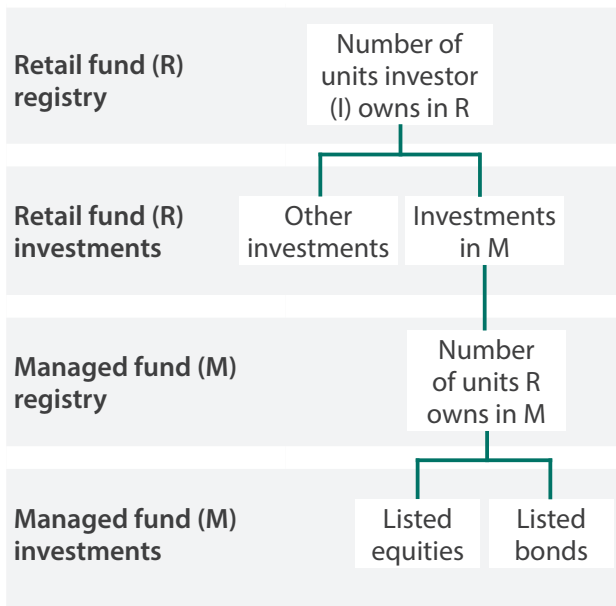 Retail fund (R)
registry
Number of
units investor
(I) owns in R
Retail fund (R)
investments
Other
investments
Investments
in M
Managed fund (M)
registry
Number
of units R
owns in M
Managed fund (M)
investments
Listed
equities
Listed
bonds